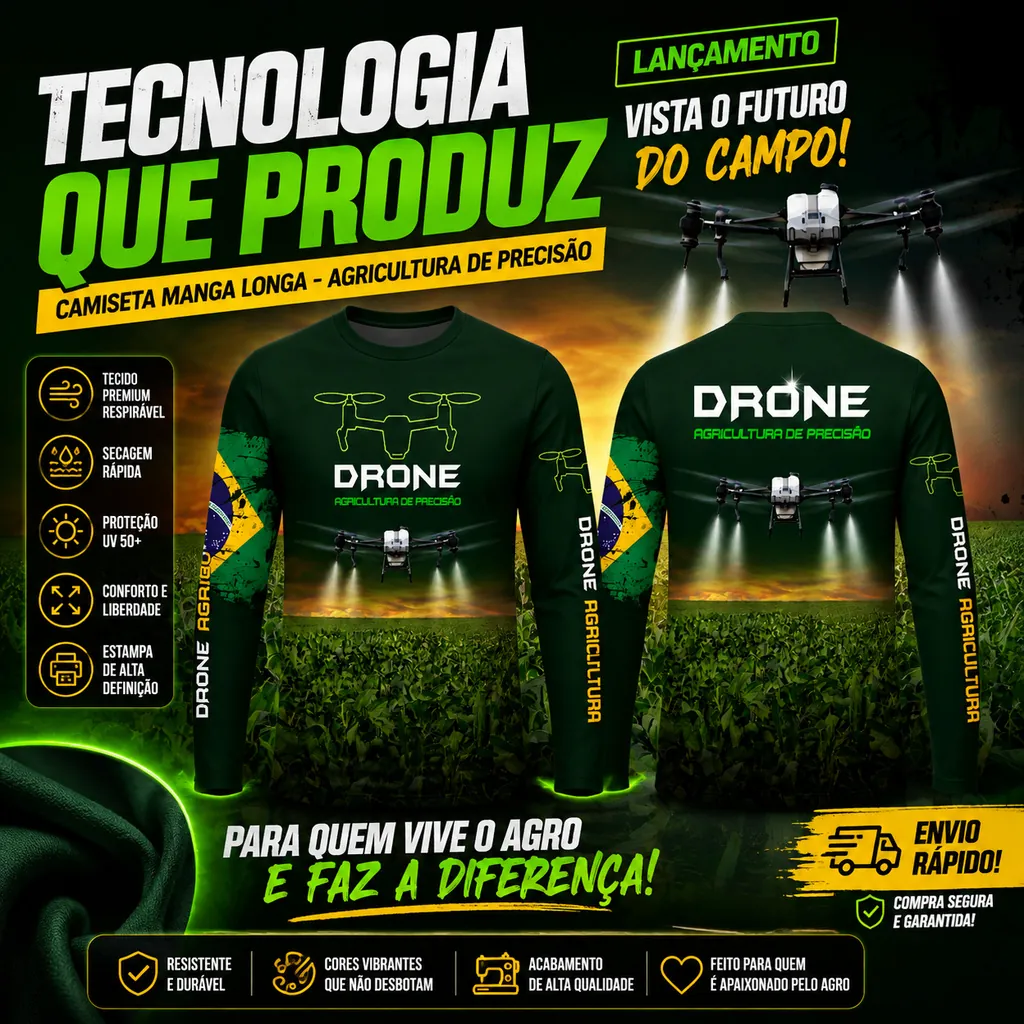 TECNOLOGIA
QUE PRODUZ
CAMISETA MANGA LONGA - AGRICULTURA DE PRECISÃO
LANÇAMENTO
VISTA O FUTURO
DO CAMPO!
TECIDO
PREMIUM
RESPIRÁVEL
SECAGEM
RÁPIDA
PROTEÇÃO
UV 50+
CONFORTO E
LIBERDADE
ESTAMPA
DE ALTA
DEFINIÇÃO
DRONE
AGRICULTURA DE PRECISÃO
DRONE
DRONE AGRICULTURA
DRONE
AGRICULTURA DE PRECISÃO
DRONE AGRICULTURA
PARA QUEM VIVE O AGRO
E FAZ A DIFERENÇA!
ENVIO
RÁPIDO!
COMPRA SEGURA
E GARANTIDA!
RESISTENTE
E DURÁVEL
CORES VIBRANTES
QUE NÃO DESBOTAM
ACABAMENTO
DE ALTA QUALIDADE
FEITO PARA QUEM
É APAIXONADO PELO AGRO